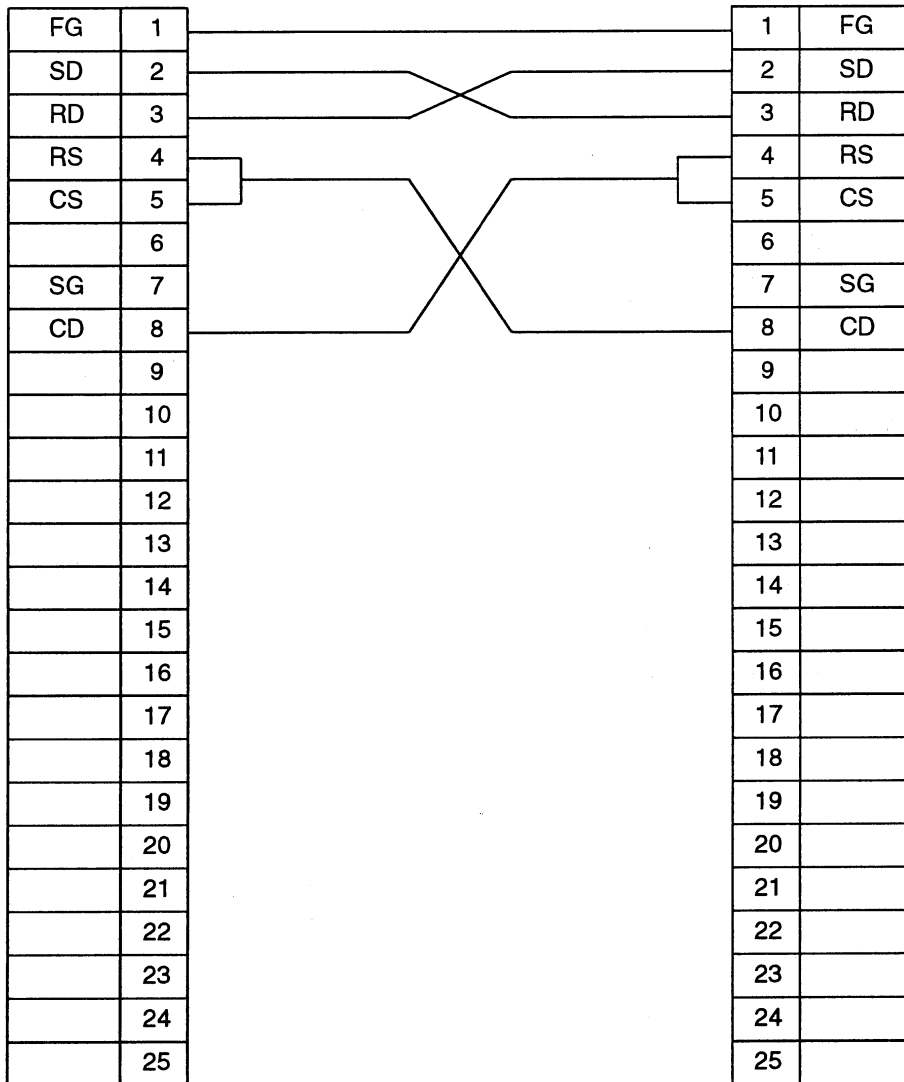 FG 1 1 FG
SD 2 2 SD
RD 3 3 RD
RS 4 4 RS
CS 5 5 CS
6 6
SG 7 7 SG
CD 8 8 CD
9 9
10 10
11 11
12 12
13 13
14 14
15 15
16 16
17 17
18 18
19 19
20 20
21 21
22 22
23 23
24 24
25 25